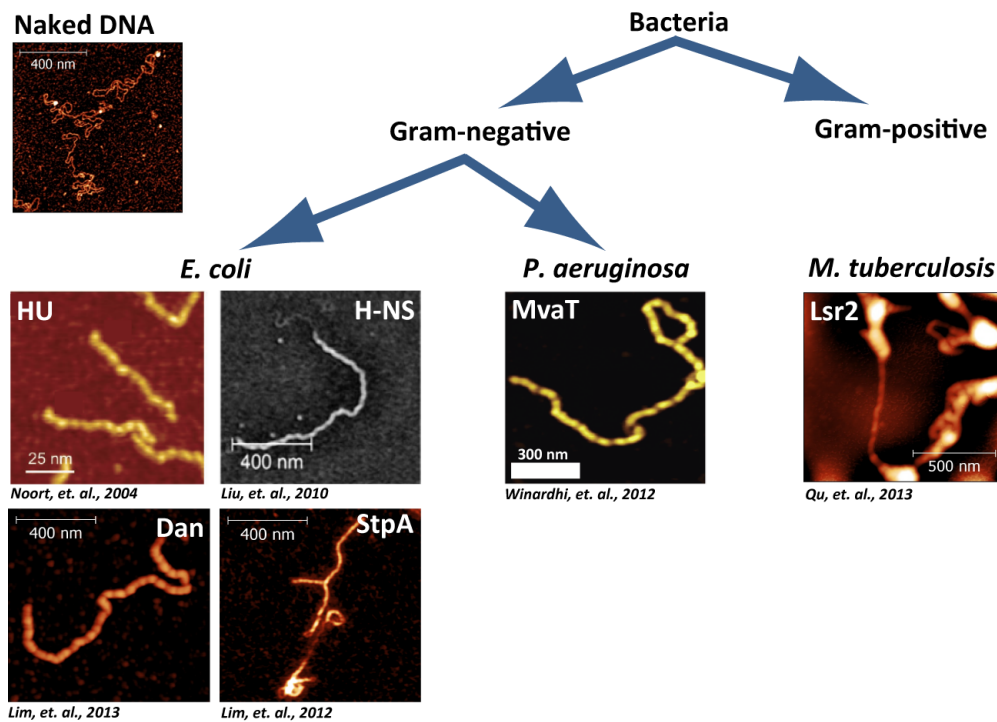 Naked DNA
400 nm
Bacteria
Gram-negative
Gram-positive
E. coli
P. aeruginosa
M. tuberculosis
HU
25 nm
Noort, et. al., 2004
H-NS
400 nm
Liu, et. al., 2010
MvaT
300 nm
Winardhi, et. al., 2012
Lsr2
500 nm
Qu, et. al., 2013
400 nm
Dan
Lim, et. al., 2013
400 nm
StpA
Lim, et. al., 2012